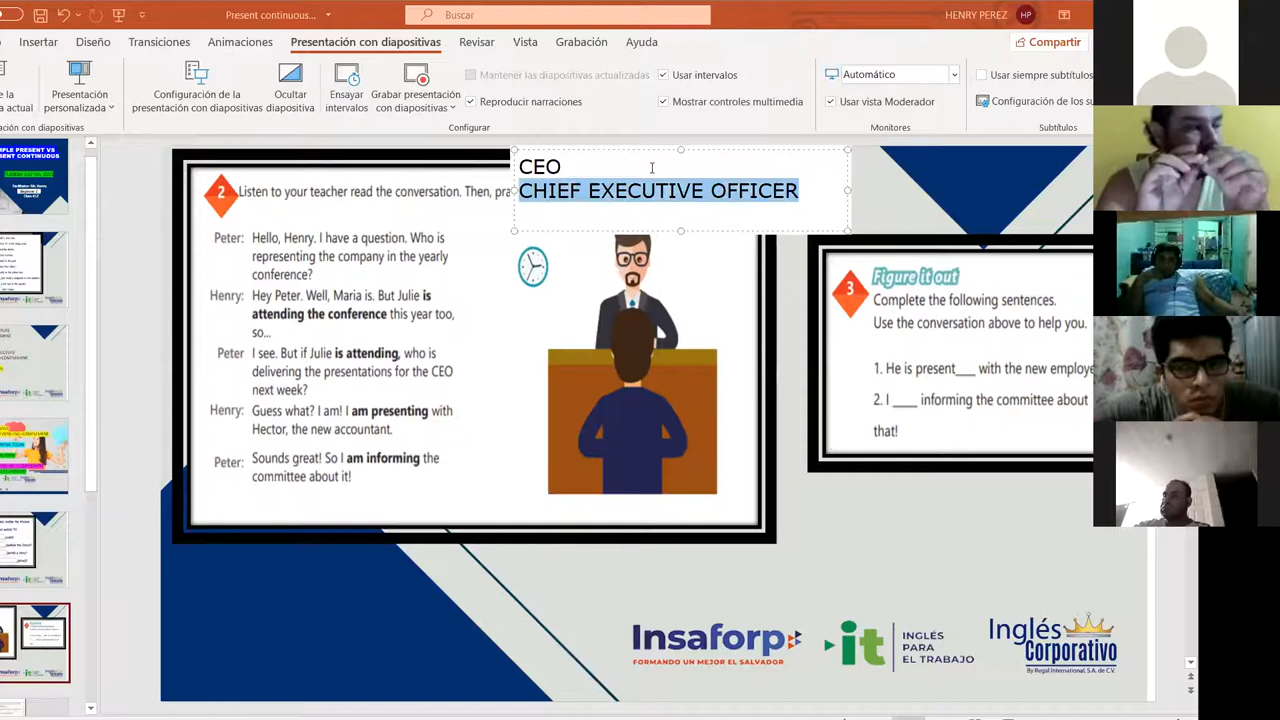 Present continuous...
Buscar
HENRY PEREZ
HP
Insertar
Diseño
Transiciones
Animaciones
Presentación con diapositivas
Revisar
Vista
Grabación
Ayuda
Compartir
Presentación
personalizada
Configuración de la
presentación con diapositivas
Ocultar
diapositiva
Ensayar
intervalos
Grabar presentación
con diapositivas
Mantener las diapositivas actualizadas
Reproducir narraciones
Usar intervalos
Mostrar controles multimedia
Automático
Usar vista Moderador
Usar siempre subtítulos
Configuración de los su
Configurar
Monitores
Subtítulos
CEO
CHIEF EXECUTIVE OFFICER
2
Listen to your teacher read the conversation. Then, pra
Peter: Hello, Henry. I have a question. Who is
representing the company in the yearly
conference?
Henry: Hey Peter. Well, Maria is. But Julie is
attending the conference this year too,
so...
Peter I see. But if Julie is attending, who is
delivering the presentations for the CEO
next week?
Henry: Guess what? I am! I am presenting with
Hector, the new accountant.
Peter: Sounds great! So I am informing the
committee about it!
3
Figure it out
Complete the following sentences.
Use the conversation above to help you.
1. He is present___ with the new employe
2. I ____ informing the committee about
that!
Insaforp
FORMANDO UN MEJOR EL SALVADOR
it
INGLÉS
PARA
EL TRABAJO
Inglés
Corporativo
By Regal International, S.A. de C.V.